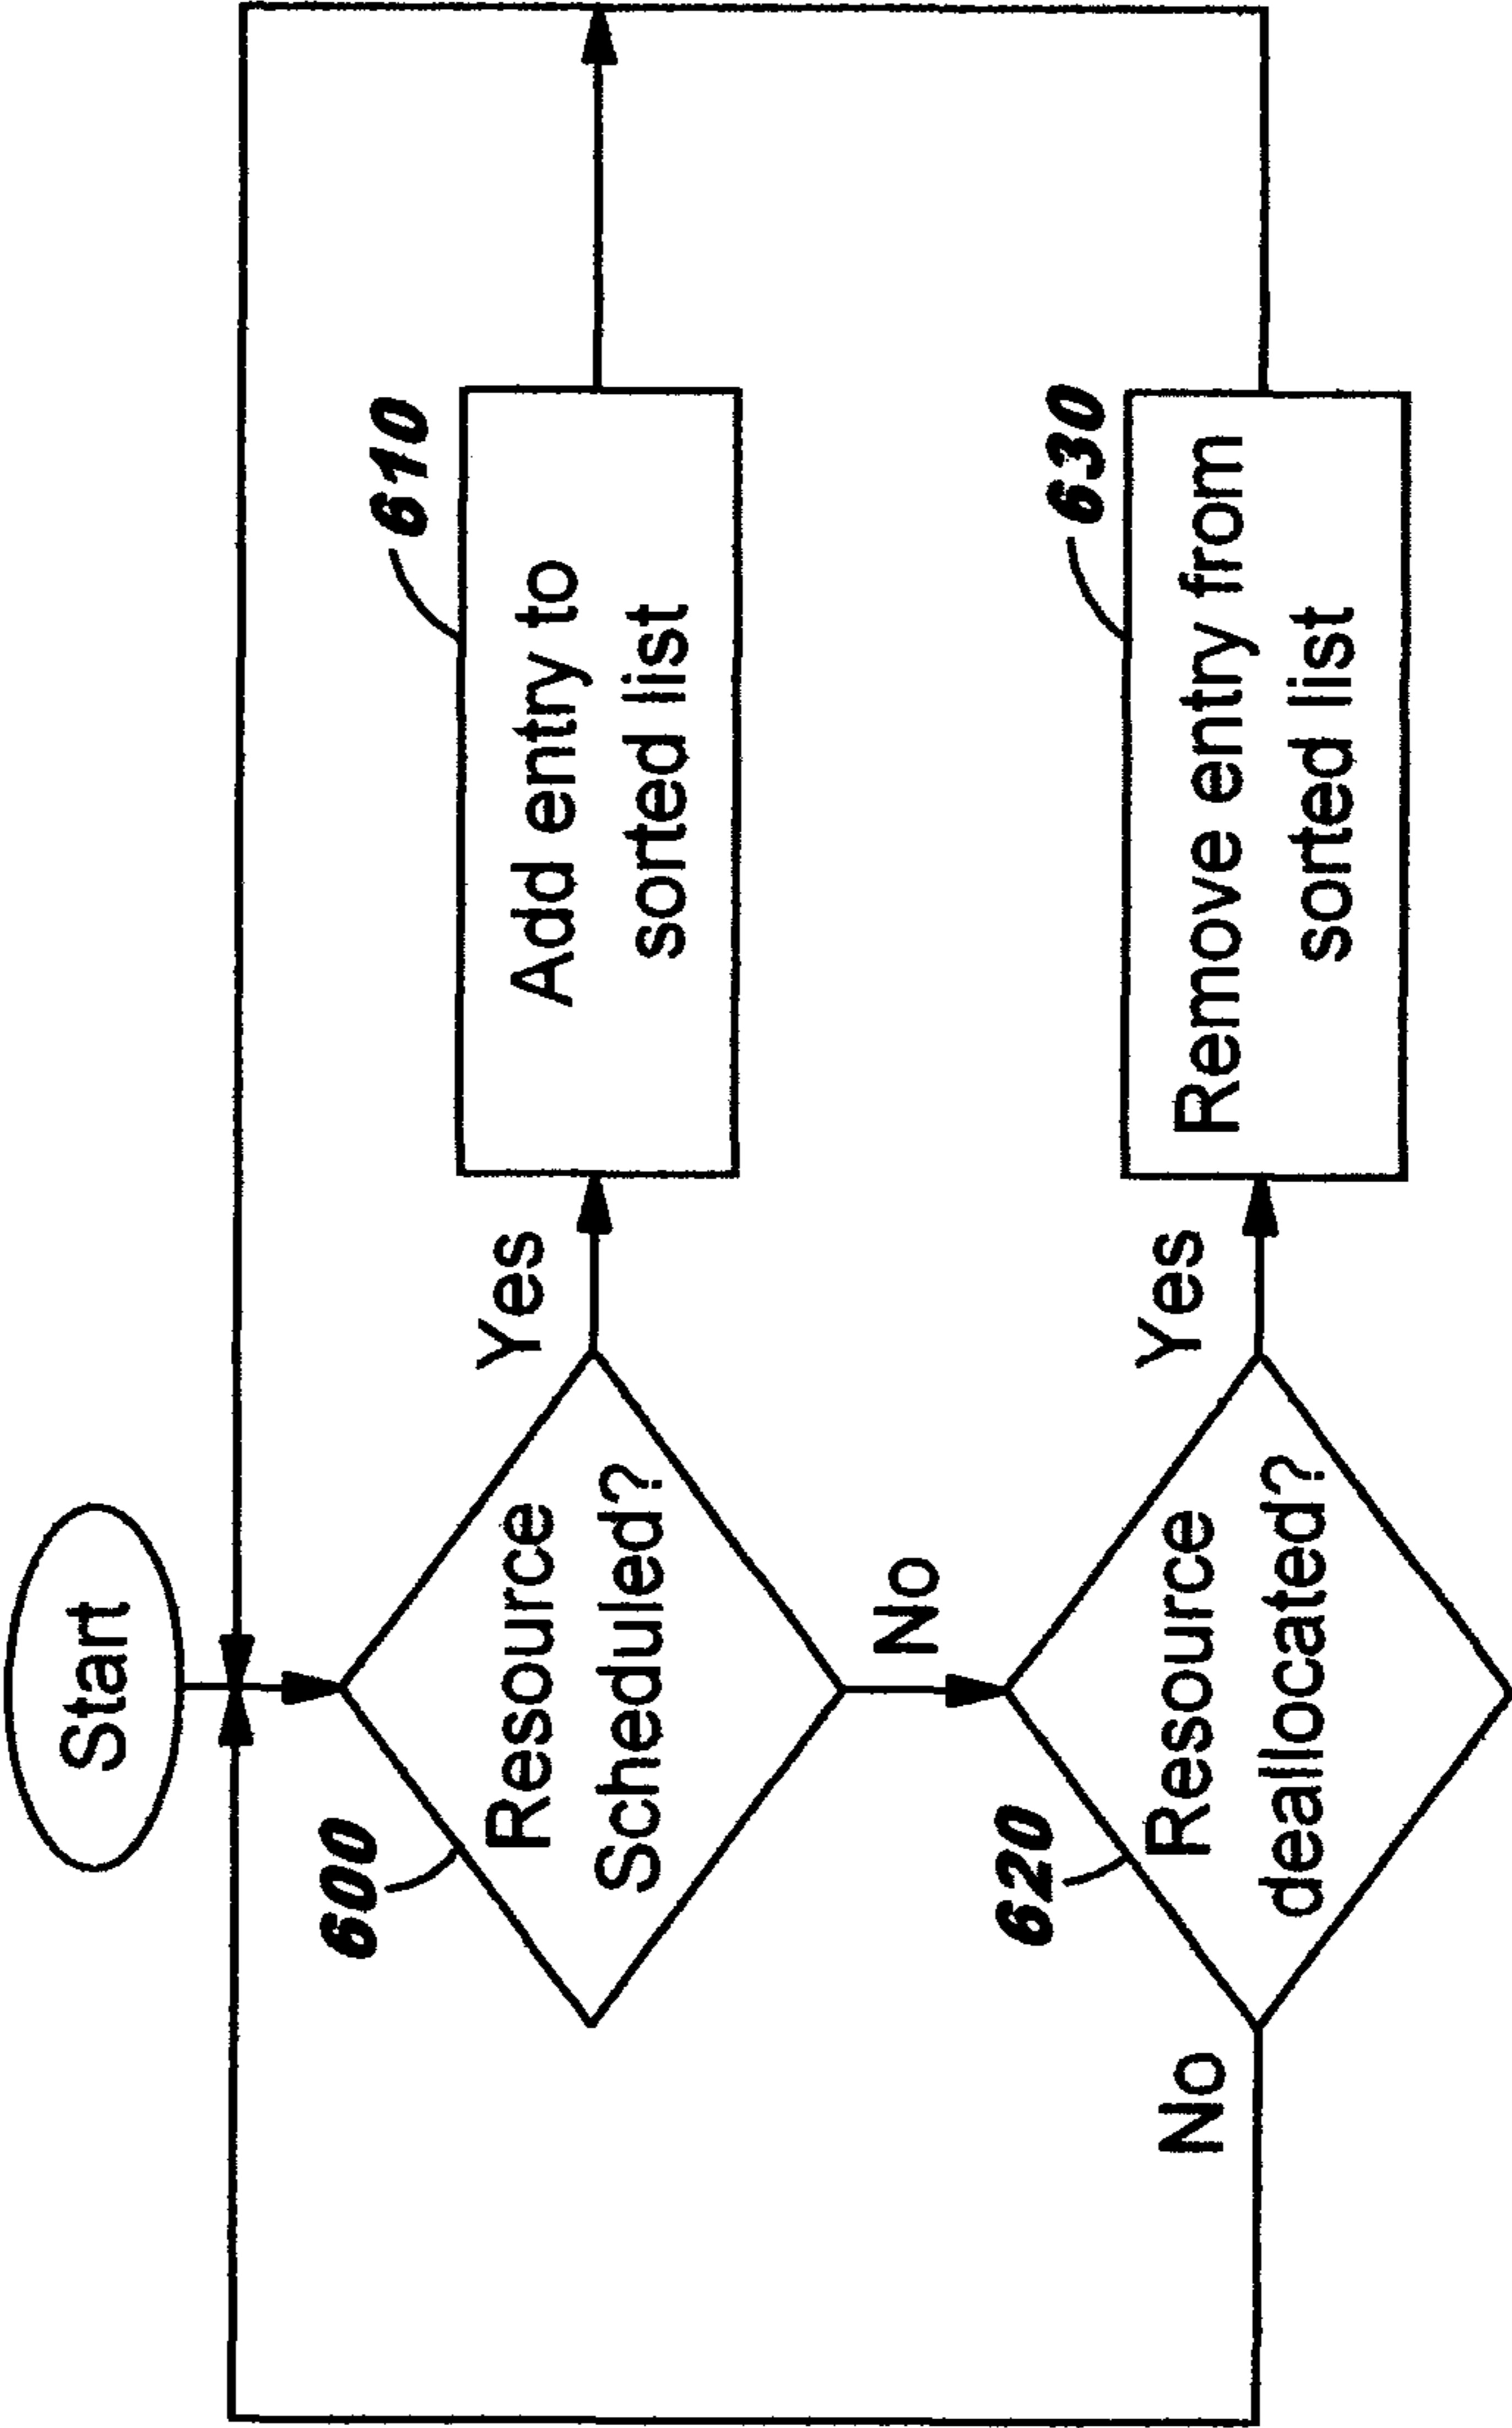 Start
600
Resource
Scheduled?
Yes
610
Add entry to
sorted list
No
620
Resource
deallocated?
No
Yes
630
Remove entry from
sorted list